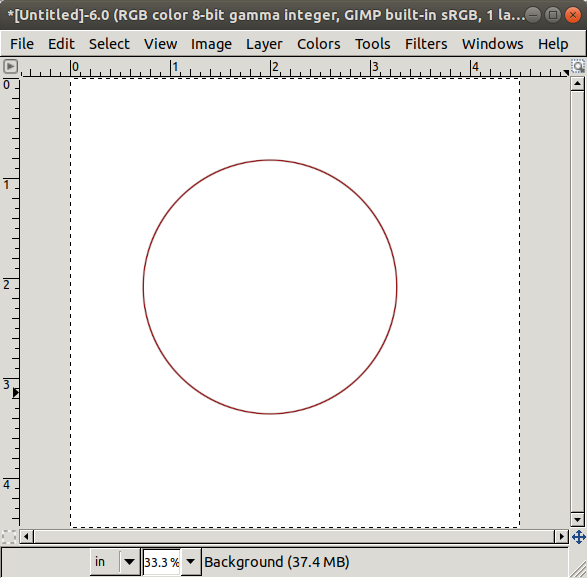 *[Untitled]-6.0 (RGB color 8-bit gamma integer, GIMP built-in sRGB, 1 la...
File Edit Select View Image Layer Colors Tools Filters Windows Help
0 1 2 3 4
0
1
2
3
4
in 33.3 % Background (37.4 MB)